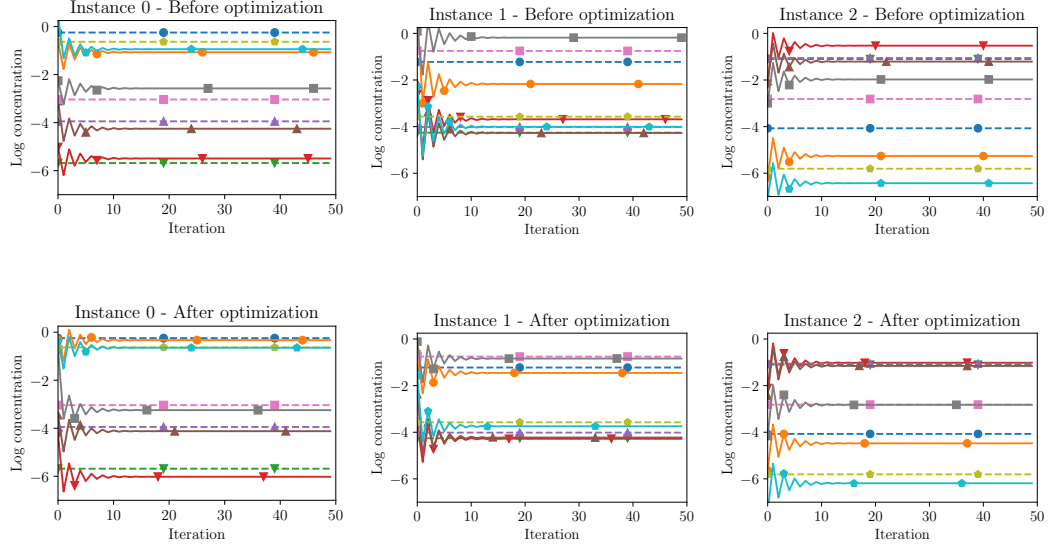 Instance 0 - Before optimization
Instance 1 - Before optimization
Instance 2 - Before optimization
Log concentration
0
−2
−4
−6
0 10 20 30 40 50
Iteration
Log concentration
0
−2
−4
−6
0 10 20 30 40 50
Iteration
Log concentration
0
−2
−4
−6
0 10 20 30 40 50
Iteration
Instance 0 - After optimization
Instance 1 - After optimization
Instance 2 - After optimization
Log concentration
0
−2
−4
−6
0 10 20 30 40 50
Iteration
Log concentration
0
−2
−4
−6
0 10 20 30 40 50
Iteration
Log concentration
0
−2
−4
−6
0 10 20 30 40 50
Iteration